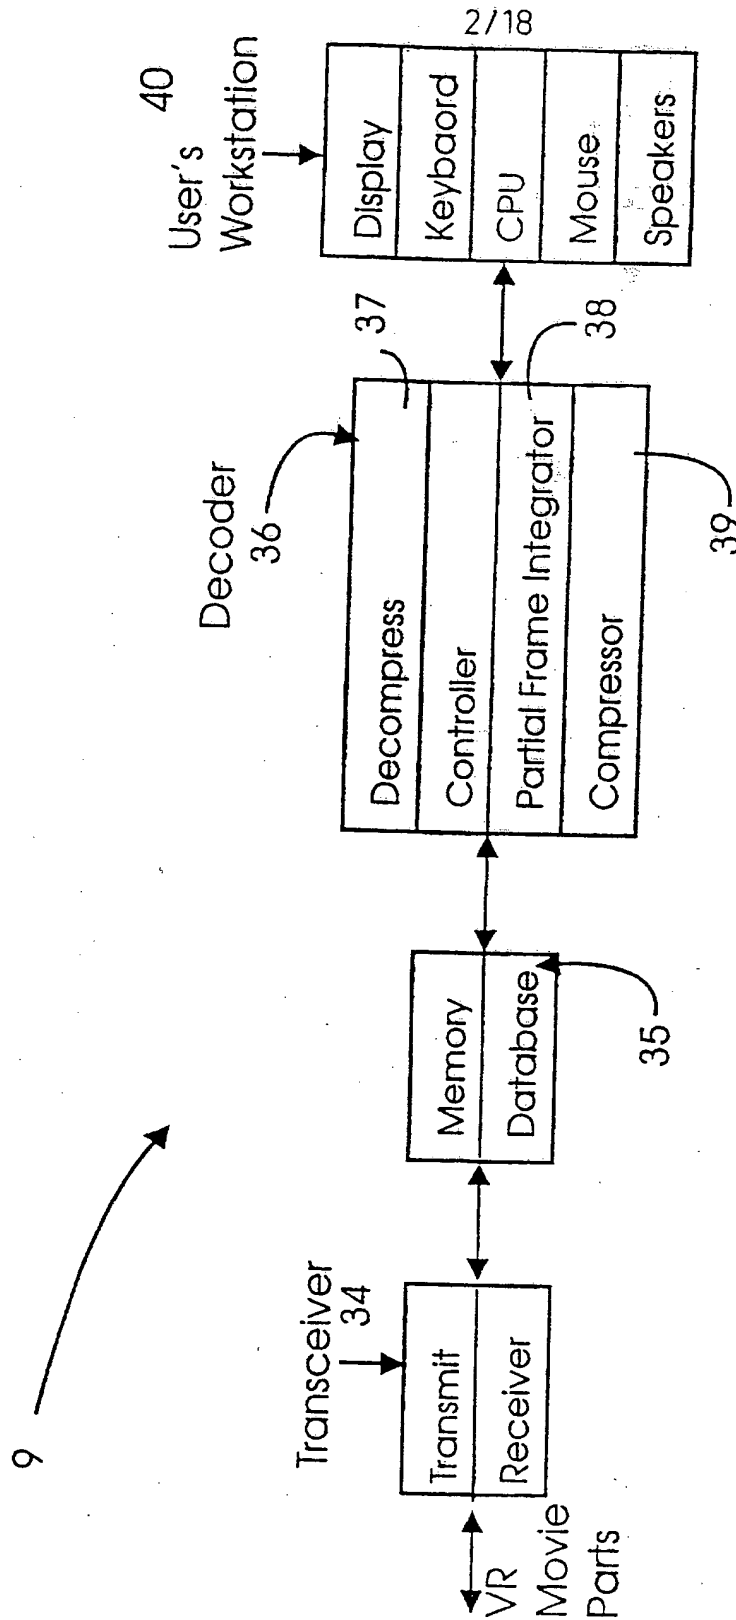 2/18
9
VR
Movie
Parts
Transceiver
34
Transmit
Receiver
Memory
Database
35
Decoder
36
Decompress
Controller
Partial Frame Integrator
Compressor
37
38
39
User's
Workstation
40
Display
Keybaord
CPU
Mouse
Speakers